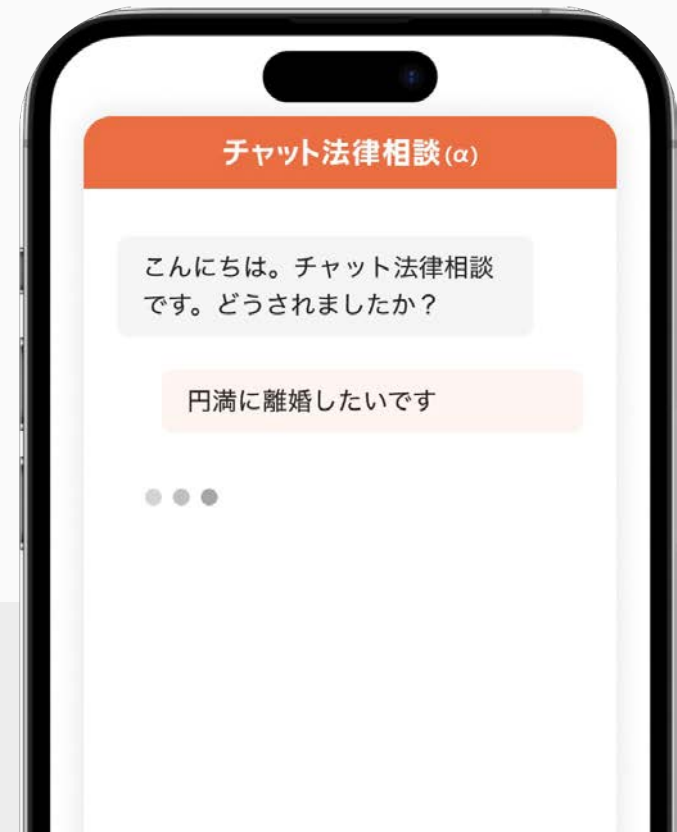 チャット法律相談(α)
こんにちは。チャット法律相談
です。どうされましたか？
円満に離婚したいです